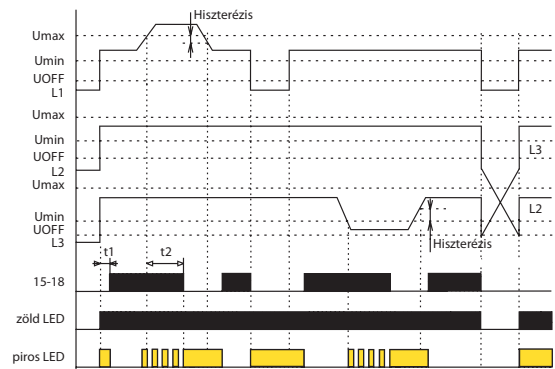 Hiszterézis
Umax
Umin
UOFF
L1
Umax
Umin
UOFF
L2
L3
Umax
L2
Umin
UOFF
L3
Hiszterézis
t1
t2
15-18
zöld LED
piros LED